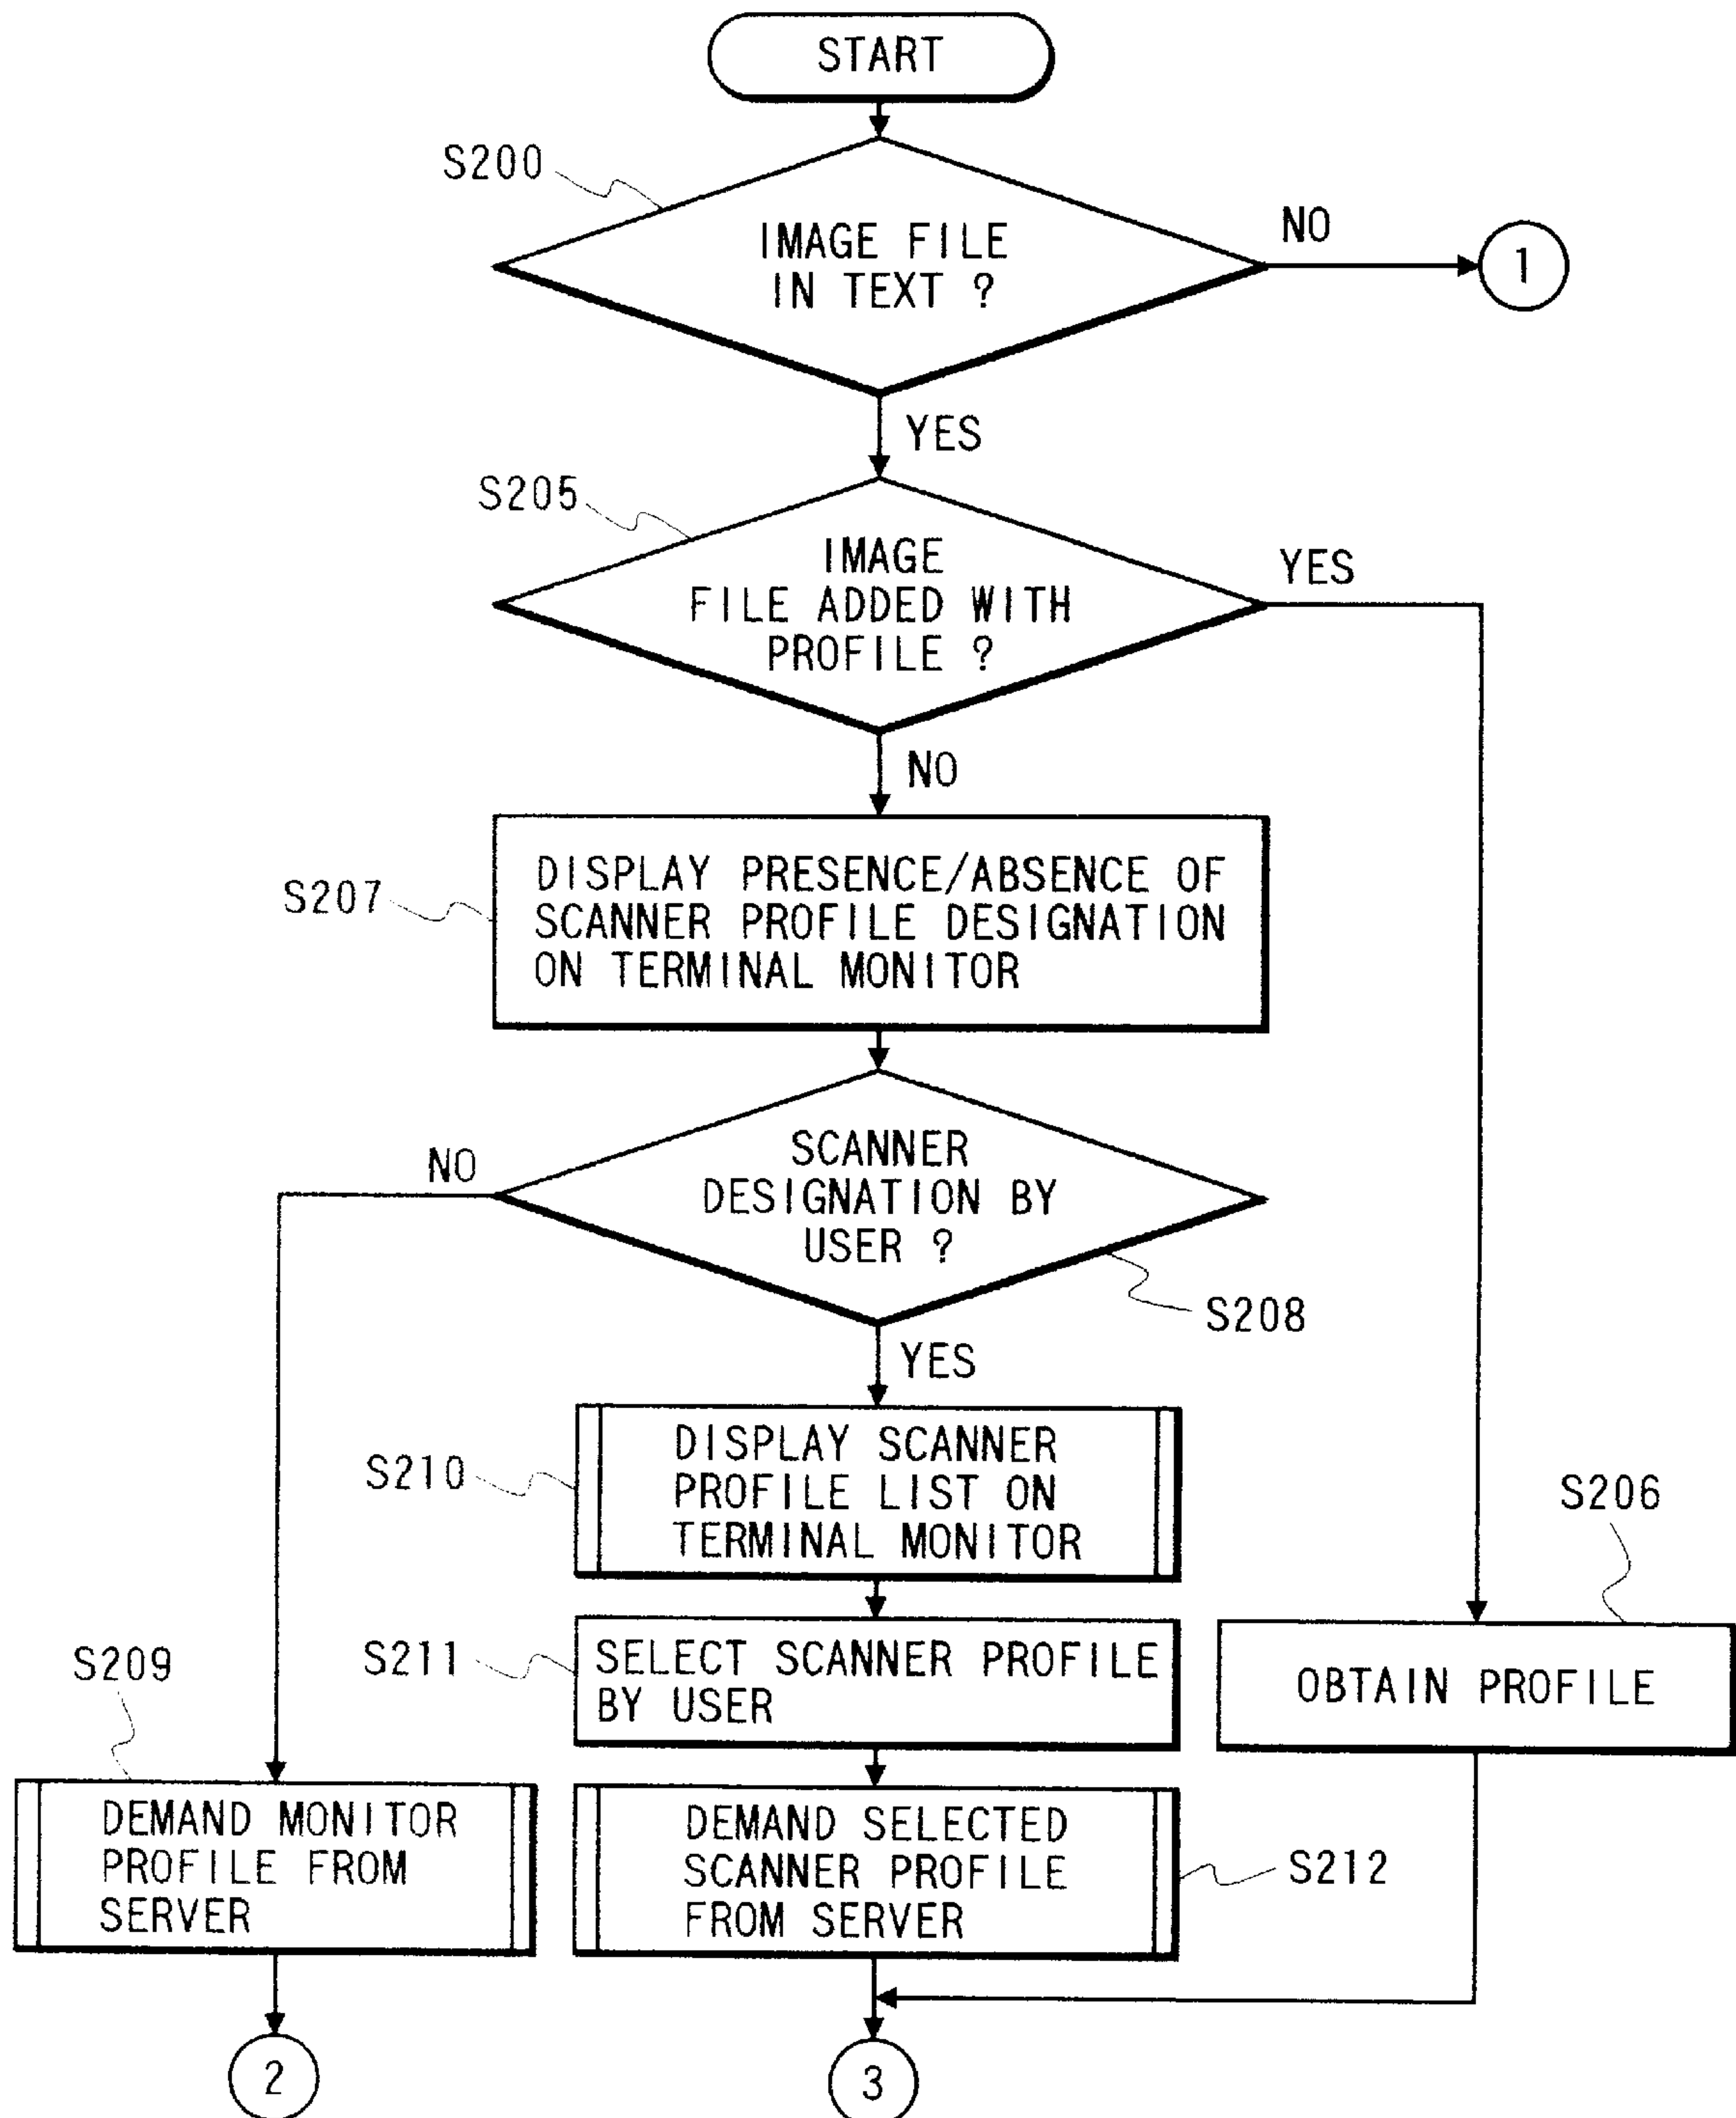 START
S200
IMAGE FILE
IN TEXT ?
NO
1
YES
S205
IMAGE
FILE ADDED WITH
PROFILE ?
YES
NO
S207
DISPLAY PRESENCE/ABSENCE OF
SCANNER PROFILE DESIGNATION
ON TERMINAL MONITOR
NO
SCANNER
DESIGNATION BY
USER ?
S208
YES
S210
DISPLAY SCANNER
PROFILE LIST ON
TERMINAL MONITOR
S206
S209
S211
SELECT SCANNER PROFILE
BY USER
OBTAIN PROFILE
DEMAND MONITOR
PROFILE FROM
SERVER
DEMAND SELECTED
SCANNER PROFILE
FROM SERVER
S212
2
3